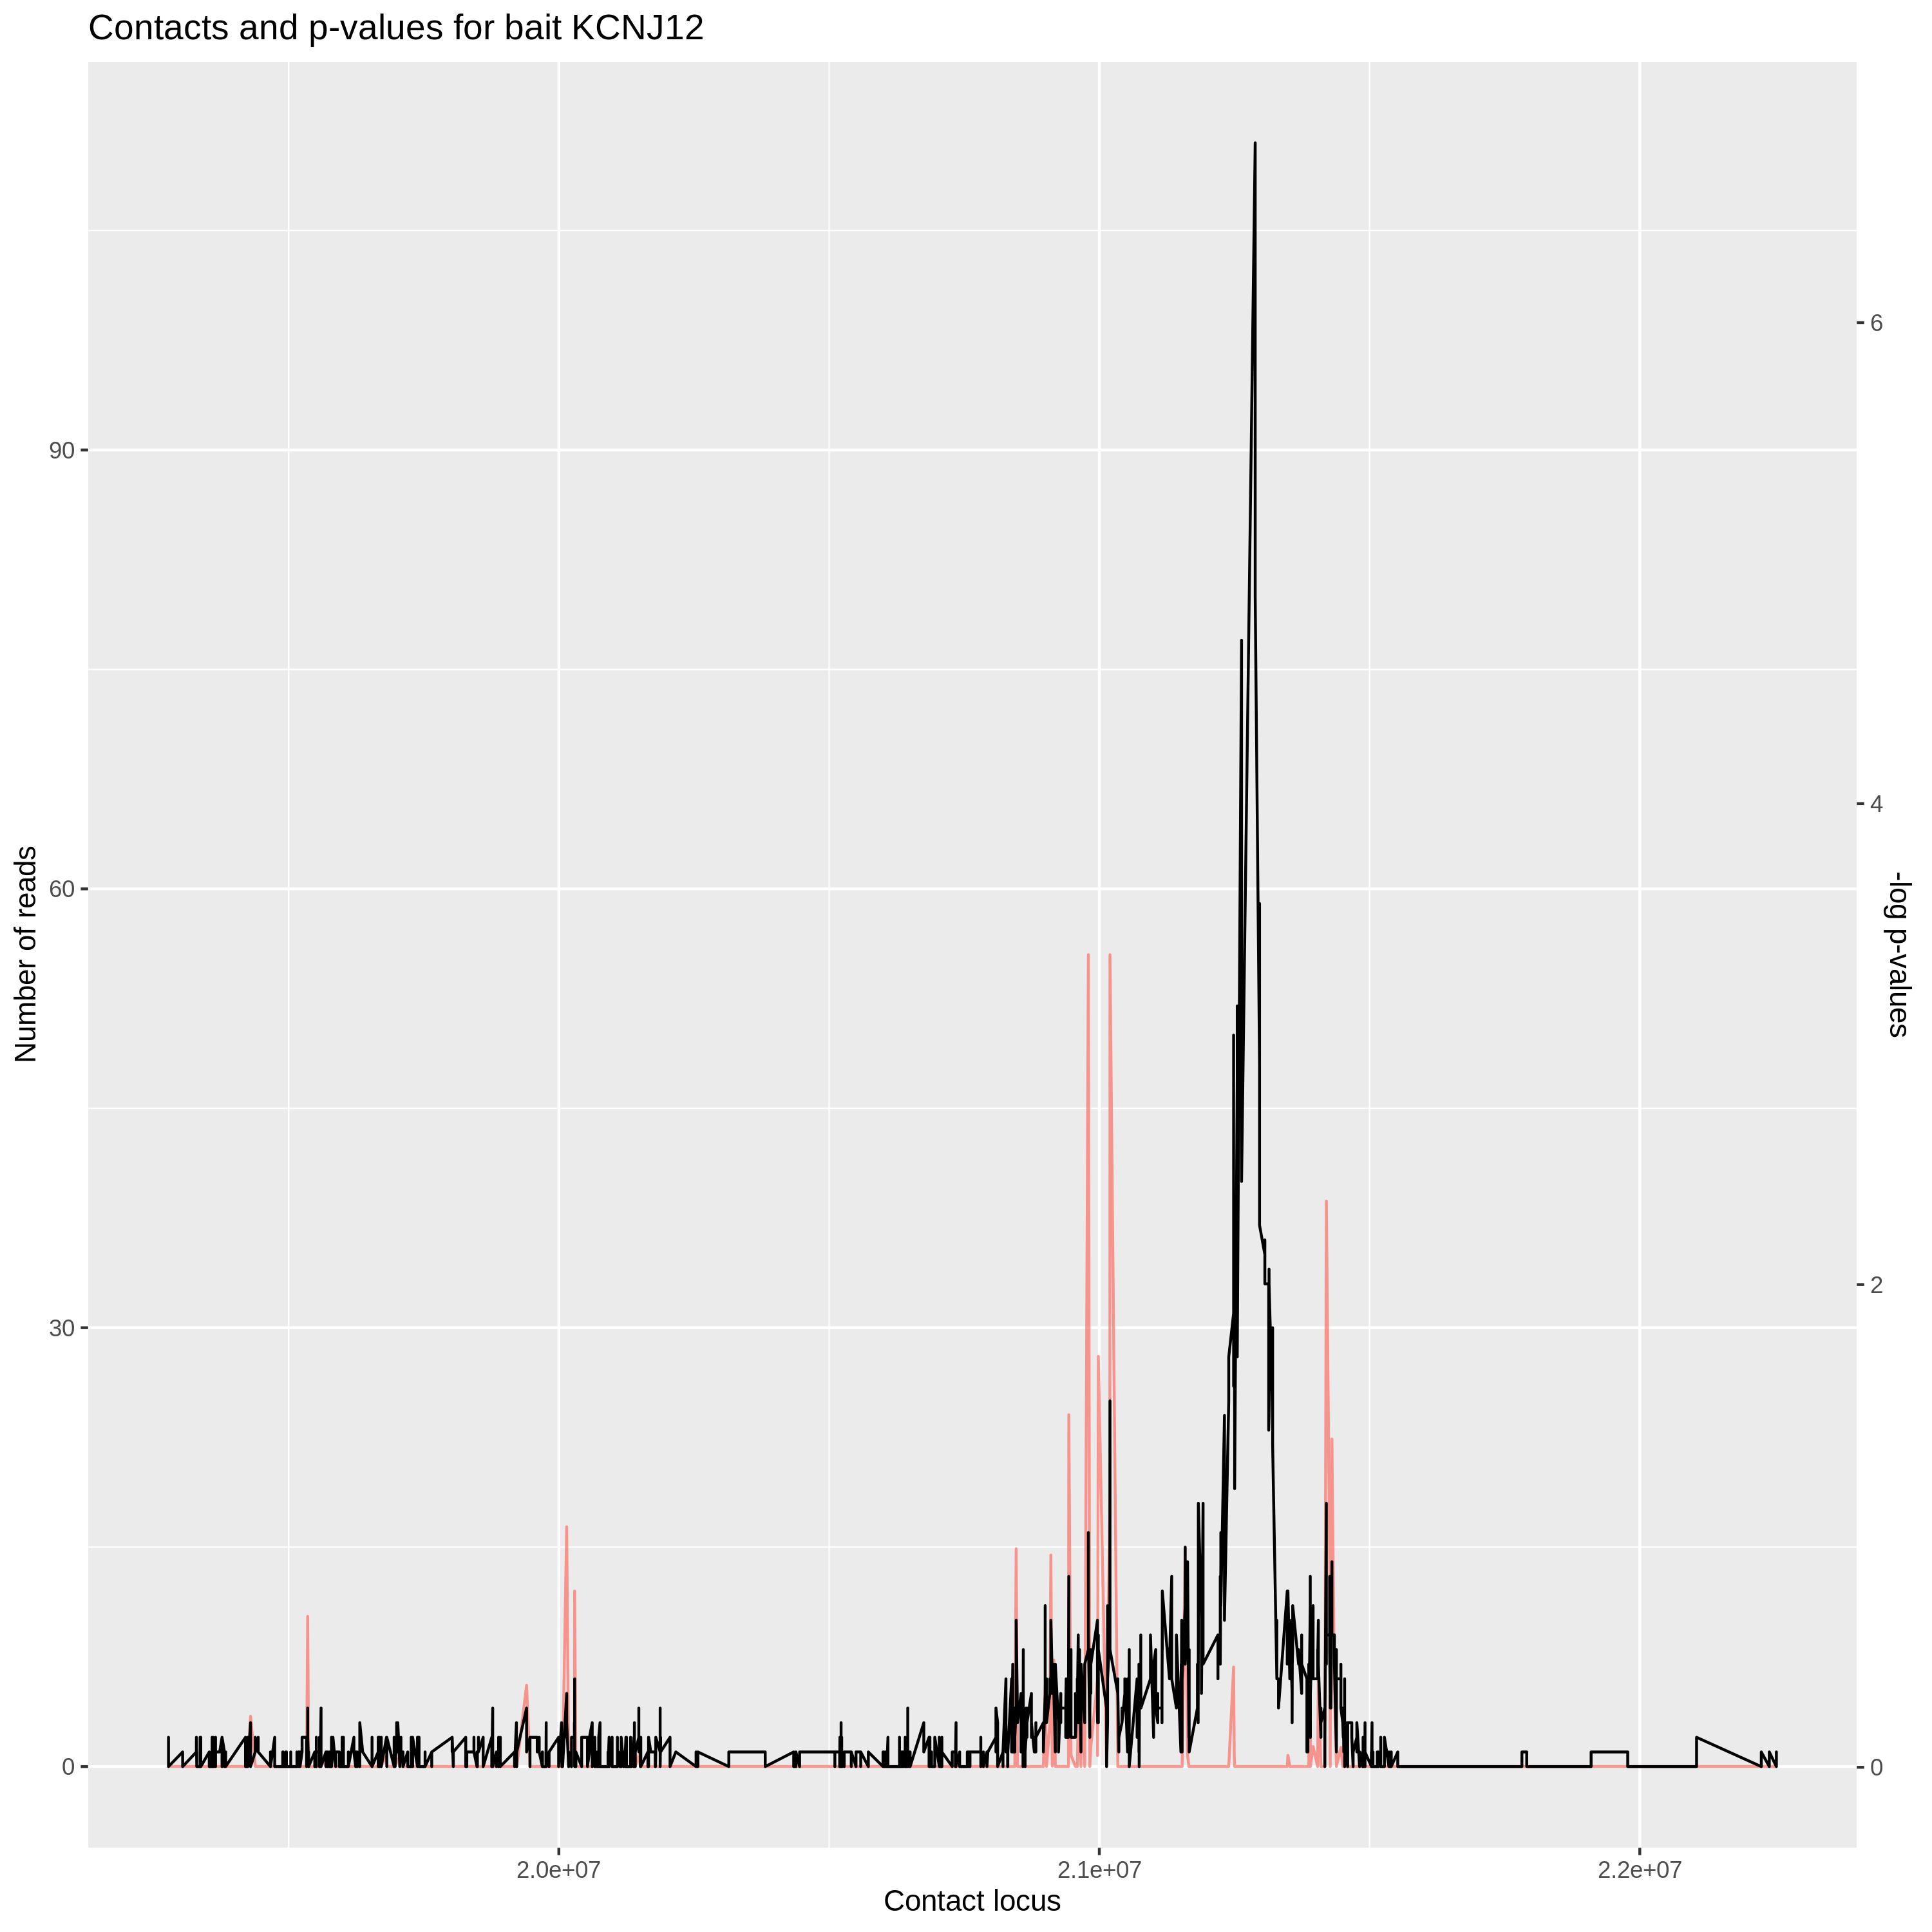 Contacts and p-values for bait KCNJ12
90
60
30
0
6
4
2
0
Number of reads
-log p-values
2.0e+07
2.1e+07
2.2e+07
Contact locus